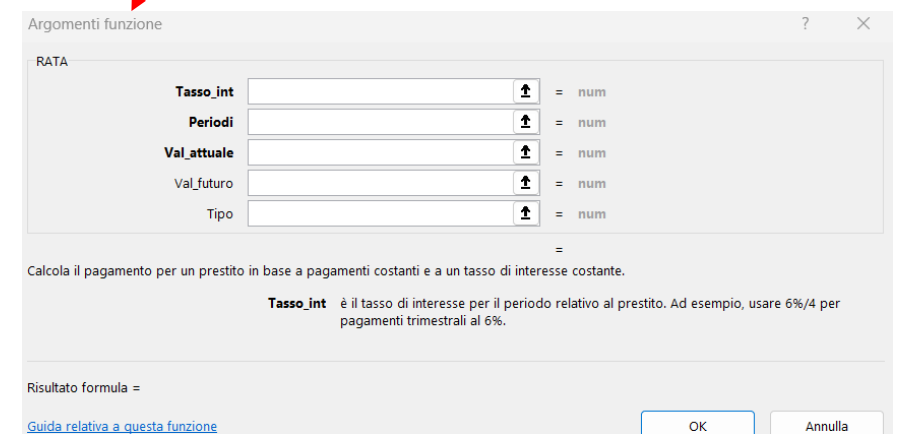 Argomenti funzione ? ×
RATA
Tasso_int = num
Periodi = num
Val_attuale = num
Val_futuro = num
Tipo = num
=
Calcola il pagamento per un prestito in base a pagamenti costanti e a un tasso di interesse costante.
Tasso_int è il tasso di interesse per il periodo relativo al prestito. Ad esempio, usare 6%/4 per
pagamenti trimestrali al 6%.
Risultato formula =
Guida relativa a questa funzione OK Annulla